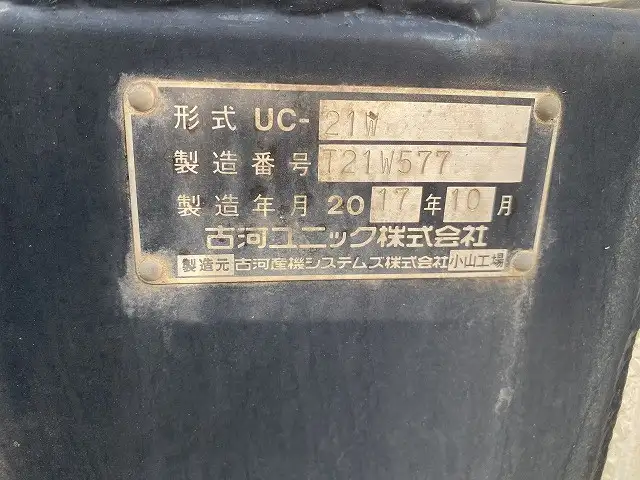 形式 UC-21W
製造番号 T21W577
製造年月 2017年10月
古河ユニック株式会社
製造元 古河産機システムズ株式会社 小山工場